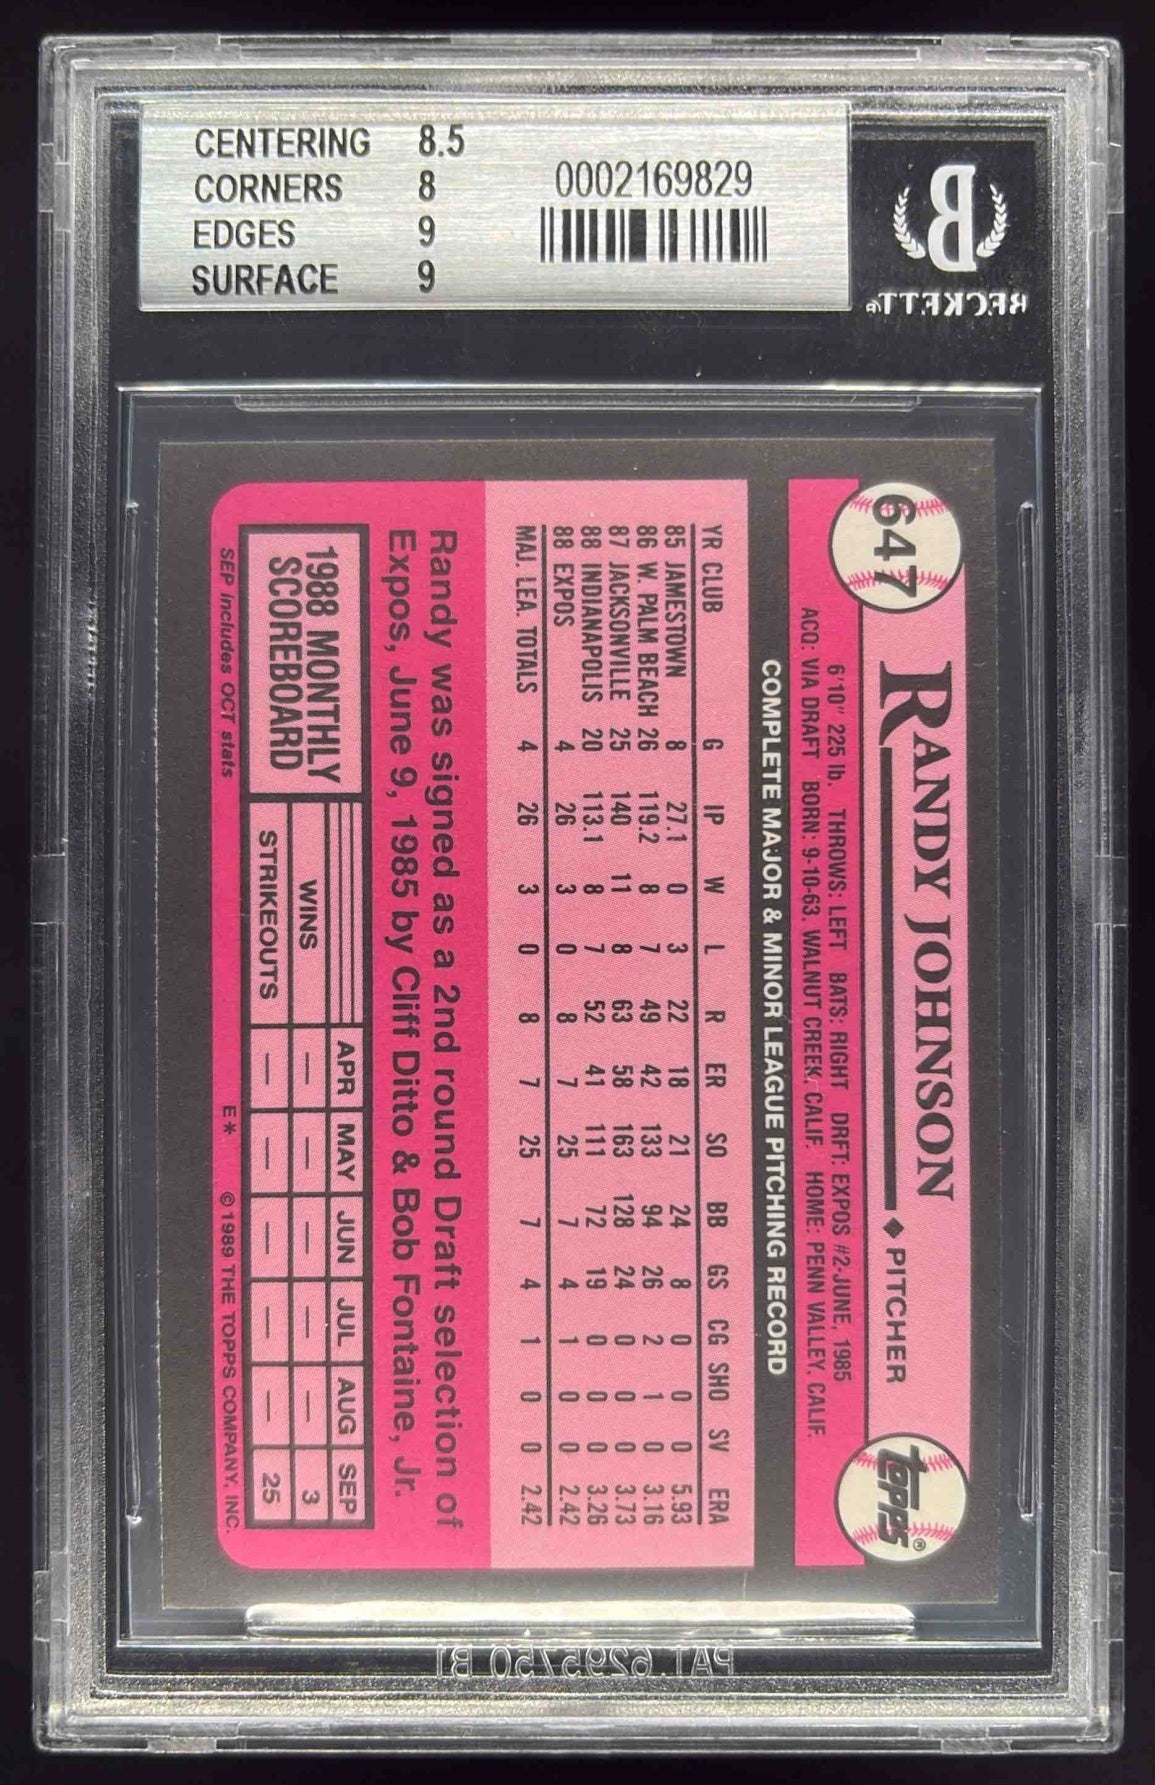 CENTERING 8.5
CORNERS 8
EDGES 9
SURFACE 9
0002169829
B
BECKETT®
647
RANDY JOHNSON ♦ PITCHER
topps®
6'10" 225 lb. THROWS: LEFT BATS: RIGHT DRFT: EXPOS #2-JUNE, 1985
ACQ: VIA DRAFT BORN: 9-10-63, WALNUT CREEK, CALIF. HOME: PENN VALLEY, CALIF.
COMPLETE MAJOR & MINOR LEAGUE PITCHING RECORD
YR CLUB G IP W L R ER SO BB GS CG SHO SV ERA
85 JAMESTOWN 8 27.1 0 3 22 18 21 24 8 0 0 0 5.93
86 W. PALM BEACH 26 119.2 8 7 49 42 133 94 26 2 1 0 3.16
87 JACKSONVILLE 25 140 11 8 63 58 163 128 24 0 0 0 3.73
88 INDIANAPOLIS 20 113.1 8 7 52 41 111 72 19 0 0 0 3.26
88 EXPOS 4 26 3 0 8 7 25 7 4 1 0 0 2.42
MAJ. LEA. TOTALS 4 26 3 0 8 7 25 7 4 1 0 0 2.42
Randy was signed as a 2nd round Draft selection of
Expos, June 9, 1985 by Cliff Ditto & Bob Fontaine, Jr.
1988 MONTHLY
SCOREBOARD
APR MAY JUN JUL AUG SEP
WINS — — — — — 3
STRIKEOUTS — — — — — 25
SEP includes OCT stats E* ©1989 THE TOPPS COMPANY, INC.
PAT. 6295750 B1